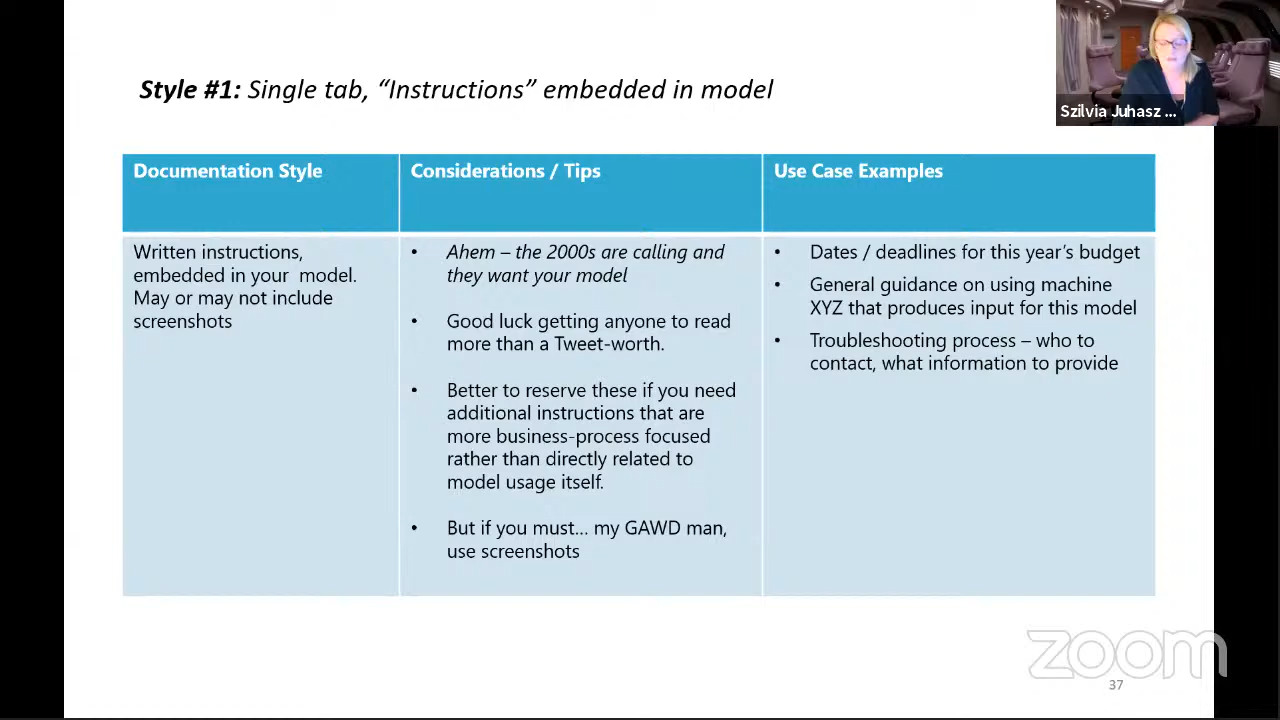 Style #1: Single tab, “Instructions” embedded in model
Szilvia Juhasz ...
Documentation Style
Considerations / Tips
Use Case Examples
Written instructions,
embedded in your  model.
May or may not include
screenshots
• Ahem – the 2000s are calling and
they want your model
• Good luck getting anyone to read
more than a Tweet-worth.
• Better to reserve these if you need
additional instructions that are
more business-process focused
rather than directly related to
model usage itself.
• But if you must… my GAWD man,
use screenshots
• Dates / deadlines for this year’s budget
• General guidance on using machine
XYZ that produces input for this model
• Troubleshooting process – who to
contact, what information to provide
zoom
37